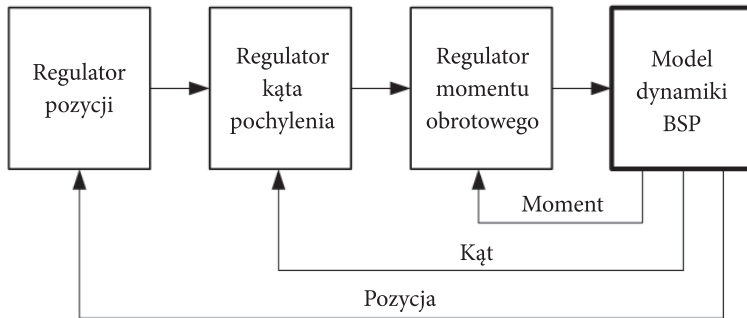 Regulator
pozycji
Regulator
kąta
pochylenia
Regulator
momentu
obrotowego
Model
dynamiki
BSP
Moment
Kąt
Pozycja